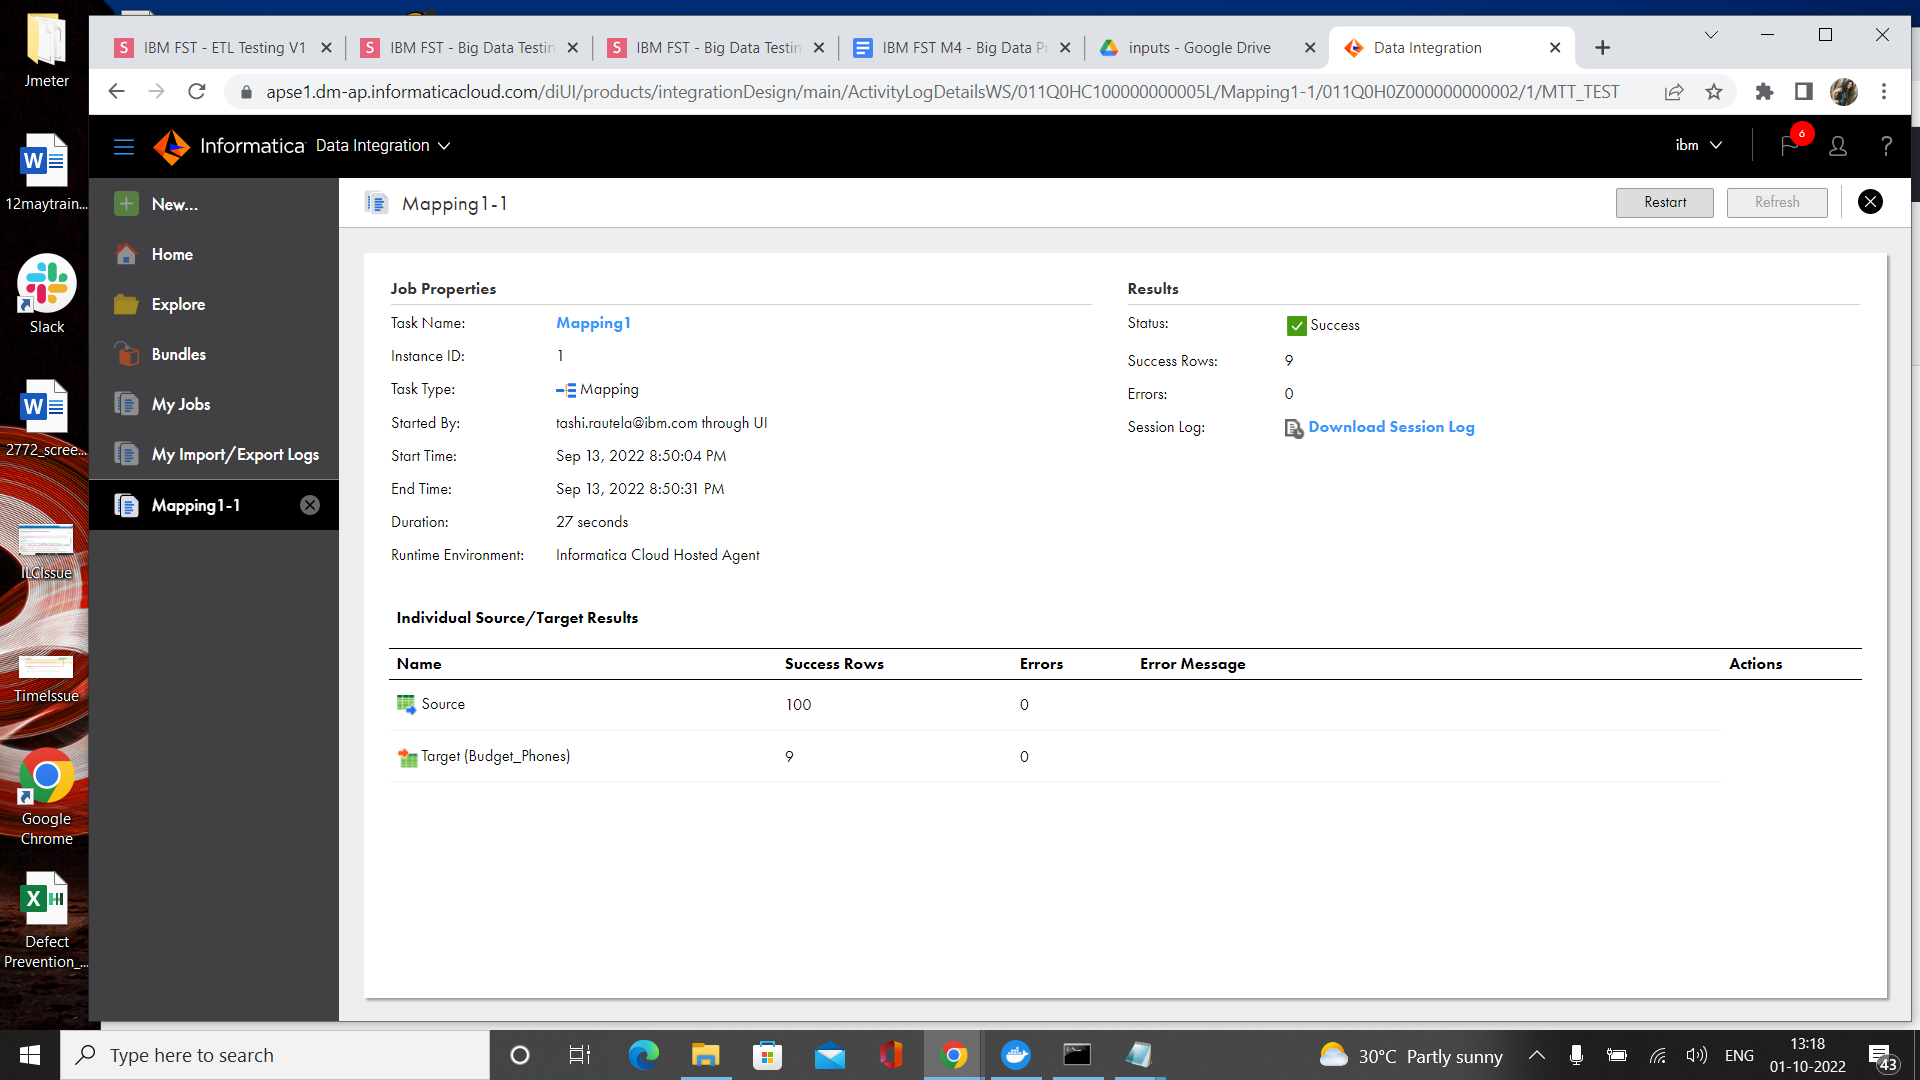 Jmeter
12maytrain...
Slack
2772_scree...
ILCIssue
TimeIssue
Google
Chrome
Defect
Prevention_...
IBM FST - ETL Testing V1
IBM FST - Big Data Testin
IBM FST - Big Data Testin
IBM FST M4 - Big Data Pr
inputs - Google Drive
Data Integration
apse1.dm-ap.informaticacloud.com/diUI/products/integrationDesign/main/ActivityLogDetailsWS/011Q0HC100000000005L/Mapping1-1/011Q0H0Z000000000002/1/MTT_TEST
Informatica Data Integration
ibm
6
?
New...
Home
Explore
Bundles
My Jobs
My Import/Export Logs
Mapping1-1
Mapping1-1
Restart
Refresh
Job Properties
Task Name: Mapping1
Instance ID: 1
Task Type: Mapping
Started By: tashi.rautela@ibm.com through UI
Start Time: Sep 13, 2022 8:50:04 PM
End Time: Sep 13, 2022 8:50:31 PM
Duration: 27 seconds
Runtime Environment: Informatica Cloud Hosted Agent
Results
Status: Success
Success Rows: 9
Errors: 0
Session Log: Download Session Log
Individual Source/Target Results
Name Success Rows Errors Error Message Actions
Source 100 0
Target (Budget_Phones) 9 0
Type here to search
30°C Partly sunny
ENG
13:18
01-10-2022
43